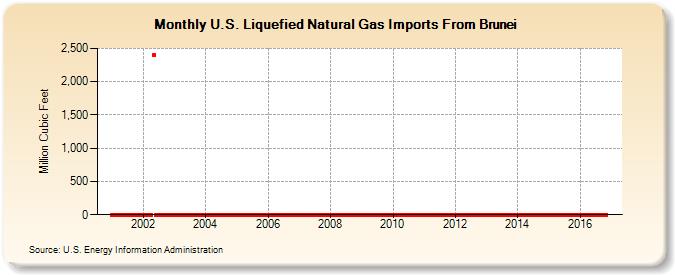 Monthly U.S. Liquefied Natural Gas Imports From Brunei
Million Cubic Feet
2,500
2,000
1,500
1,000
500
0
2002 2004 2006 2008 2010 2012 2014 2016
Source: U.S. Energy Information Administration